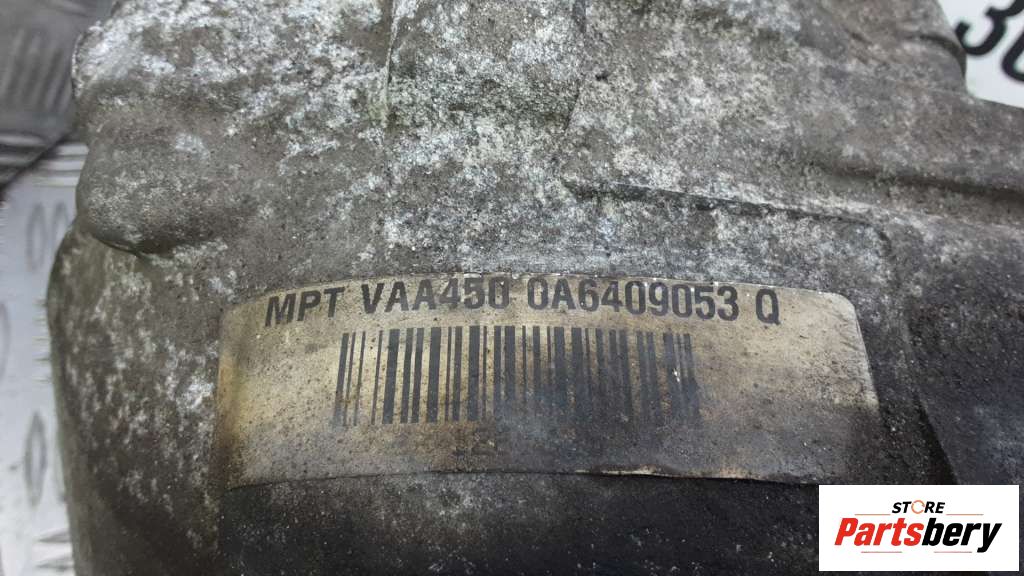 MPT VAA450 0A6409053 Q
STORE
Partsbery